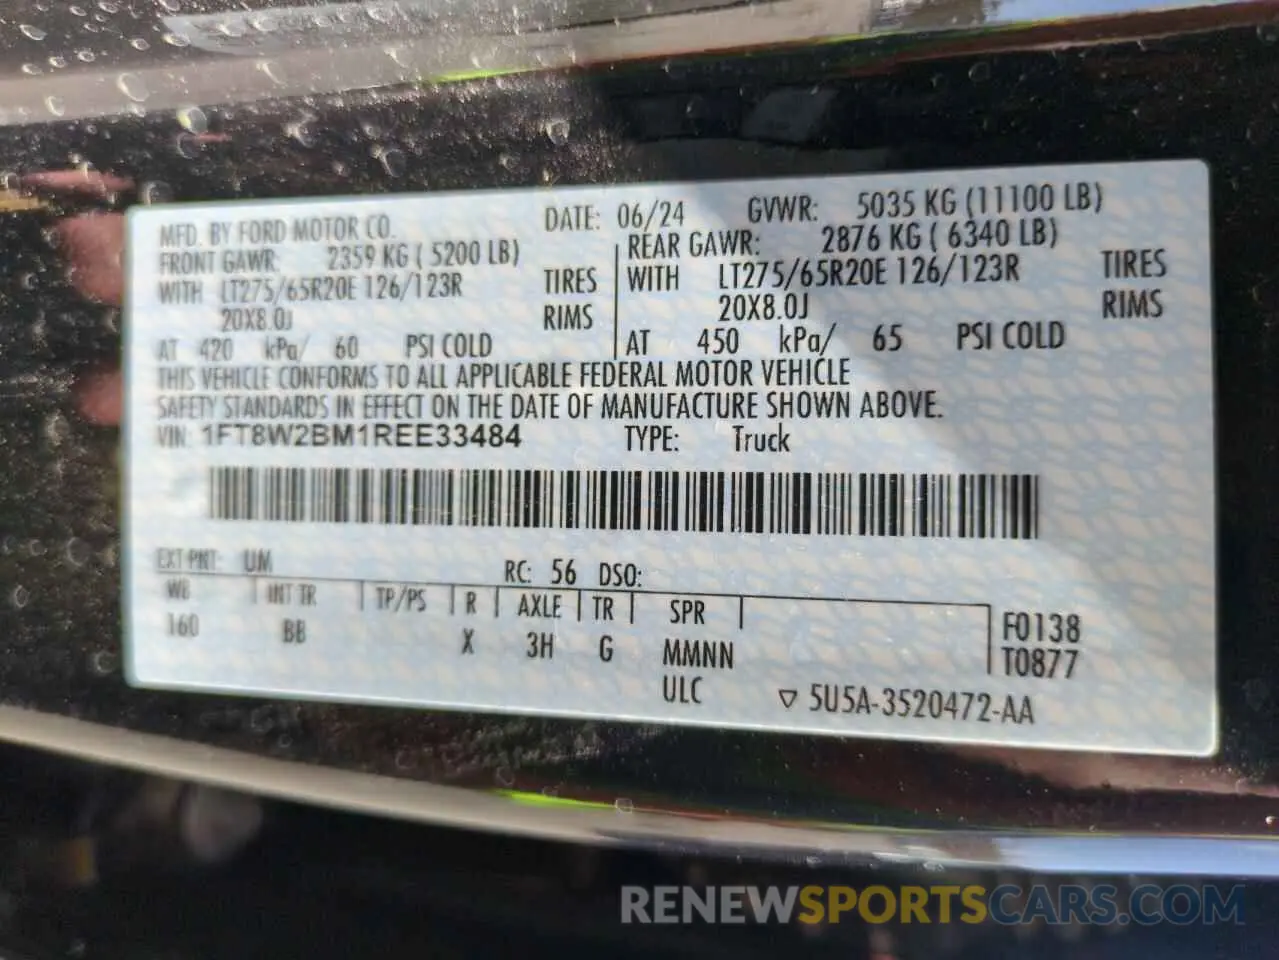 MFD. BY FORD MOTOR CO. DATE: 06/24 GVWR: 5035 KG (11100 LB)
FRONT GAWR: 2359 KG ( 5200 LB) REAR GAWR: 2876 KG ( 6340 LB)
WITH LT275/65R20E 126/123R TIRES WITH LT275/65R20E 126/123R TIRES
20X8.0J RIMS 20X8.0J RIMS
AT 420 kPa/ 60 PSI COLD AT 450 kPa/ 65 PSI COLD
THIS VEHICLE CONFORMS TO ALL APPLICABLE FEDERAL MOTOR VEHICLE
SAFETY STANDARDS IN EFFECT ON THE DATE OF MANUFACTURE SHOWN ABOVE.
VIN: 1FT8W2BM1REE33484 TYPE: Truck
EXT PNT: UM RC: 56 DSO:
WB INT TR TP/PS R AXLE TR SPR F0138
160 BB X 3H G MMNN T0877
ULC ▽ 5U5A-3520472-AA
RENEWSPORTSCARS.COM